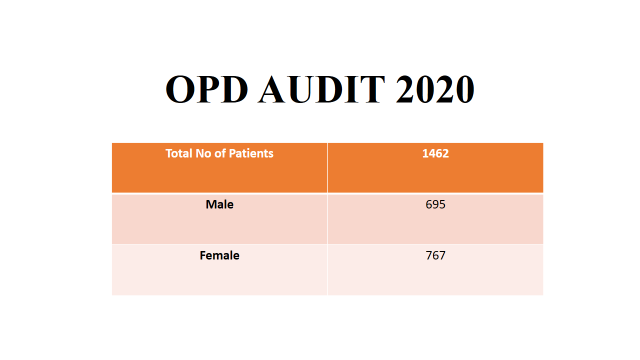 OPD AUDIT 2020
Total No of Patients 1462
Male 695
Female 767